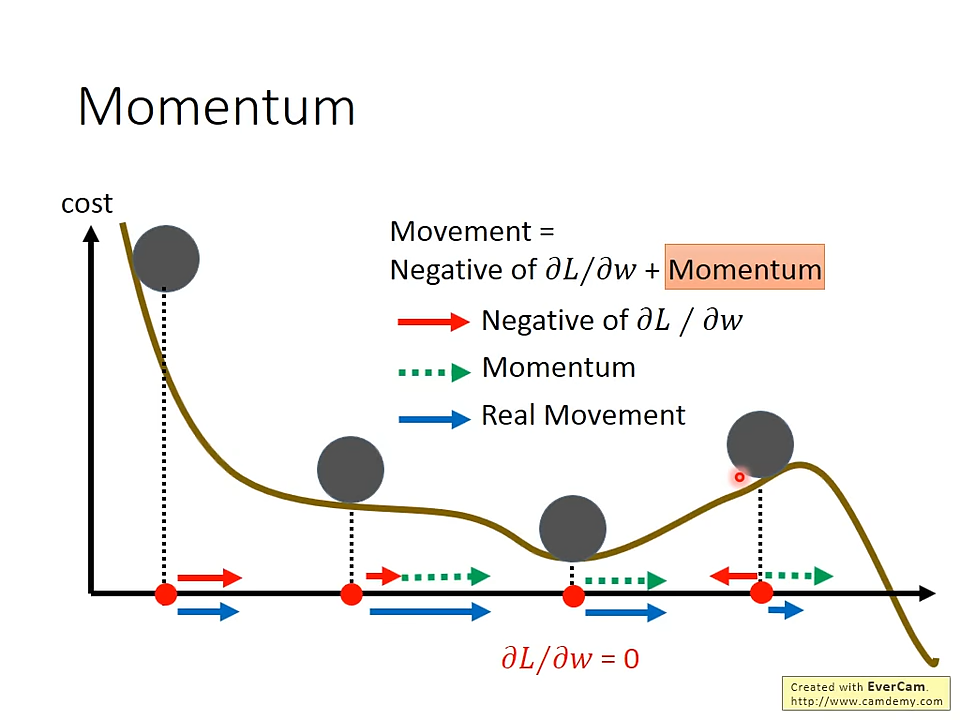 Momentum
cost
Movement =
Negative of ∂L/∂w + Momentum
Negative of ∂L / ∂w
Momentum
Real Movement
∂L/∂w = 0
Created with EverCam.
http://www.camdemy.com